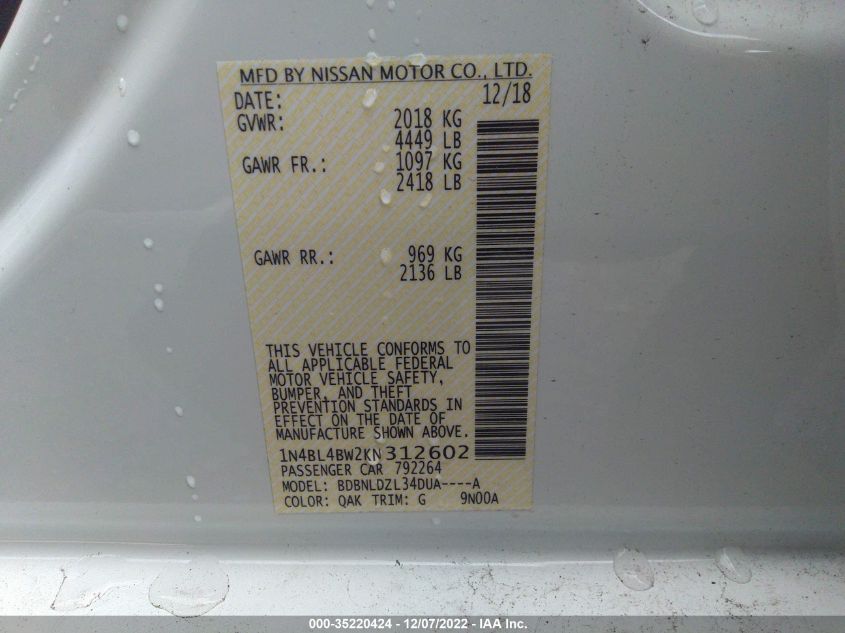 MFD BY NISSAN MOTOR CO., LTD.
DATE: 12/18
GVWR: 2018 KG
4449 LB
GAWR FR.: 1097 KG
2418 LB
GAWR RR.: 969 KG
2136 LB
THIS VEHICLE CONFORMS TO
ALL APPLICABLE FEDERAL
MOTOR VEHICLE SAFETY,
BUMPER, AND THEFT
PREVENTION STANDARDS IN
EFFECT ON THE DATE OF
MANUFACTURE SHOWN ABOVE.
1N4BL4BW2KN312602
PASSENGER CAR 792264
MODEL: BDBNLDZL34DUA----A
COLOR: QAK TRIM: G 9N00A
000-35220424 - 12/07/2022 - IAA Inc.